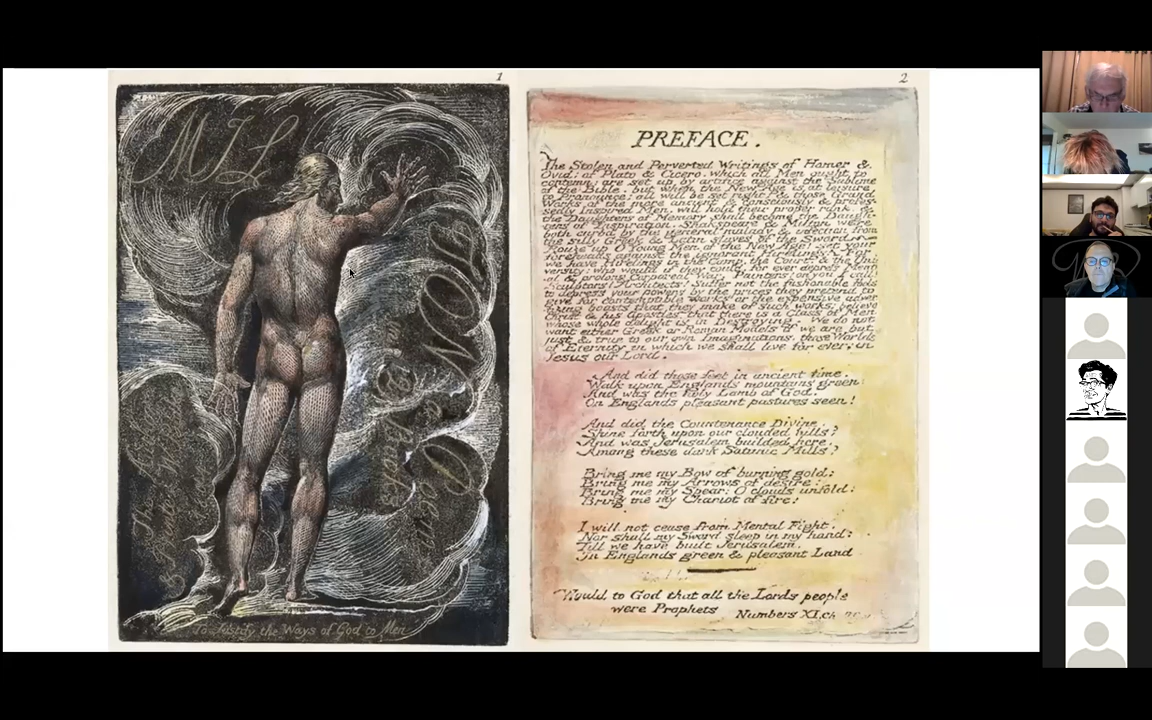 1
MIL
TON
a Poem
in 2 Books
To Justify the Ways of God to Men
2
PREFACE.
The Stolen and Perverted Writings of Homer &
Ovid: of Plato & Cicero. which all Men ought to
contemn: are set up by artifice against the Sublime
of the Bible. but when the New Age is at leisure
to Pronounce; all will be set right: & those Grand
Works of the more ancient & consciously & profes-
sedly Inspired Men, will hold their proper rank, &
the Daughters of Memory shall become the Daugh-
ters of Inspiration. Shakspeare & Milton were
both curbd by the general malady & infection from
the silly Greek & Latin slaves of the Sword.
Rouze up O Young Men of the New Age! set your
foreheads against the ignorant Hirelings! For
we have Hirelings in the Camp, the Court, & the Uni-
versity: who would if they could, for ever depress Ment-
al & prolong Corporeal War. Painters! on you I call!
Sculptors! Architects! Suffer not the fashionable fools
to depress your powers by the prices they pretend to
give for contemptible works or the expensive adver-
tizing boasts that they make of such works; believe
Christ & his Apostles that there is a Class of Men
whose whole delight is in Destroying. We do not
want either Greek or Roman Models if we are but
just & true to our own Imaginations, those Worlds
of Eternity in which we shall live for ever; in
Jesus our Lord.
And did those feet in ancient time.
Walk upon Englands mountains green:
And was the holy Lamb of God.
On Englands pleasant pastures seen!
And did the Countenance Divine.
Shine forth upon our clouded hills?
And was Jerusalem builded here.
Among these dark Satanic Mills?
Bring me my Bow of burning gold:
Bring me my Arrows of desire:
Bring me my Spear: O clouds unfold:
Bring me my Chariot of fire!
I will not cease from Mental Fight.
Nor shall my Sword sleep in my hand:
Till we have built Jerusalem.
In Englands green & pleasant Land
Would to God that all the Lords people
were Prophets Numbers XI. ch